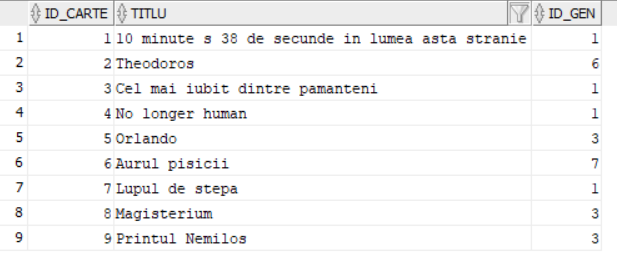 ID_CARTE TITLU ID_GEN
1 1 10 minute s 38 de secunde in lumea asta stranie 1
2 2 Theodoros 6
3 3 Cel mai iubit dintre pamanteni 1
4 4 No longer human 1
5 5 Orlando 3
6 6 Aurul pisicii 7
7 7 Lupul de stepa 1
8 8 Magisterium 3
9 9 Printul Nemilos 3